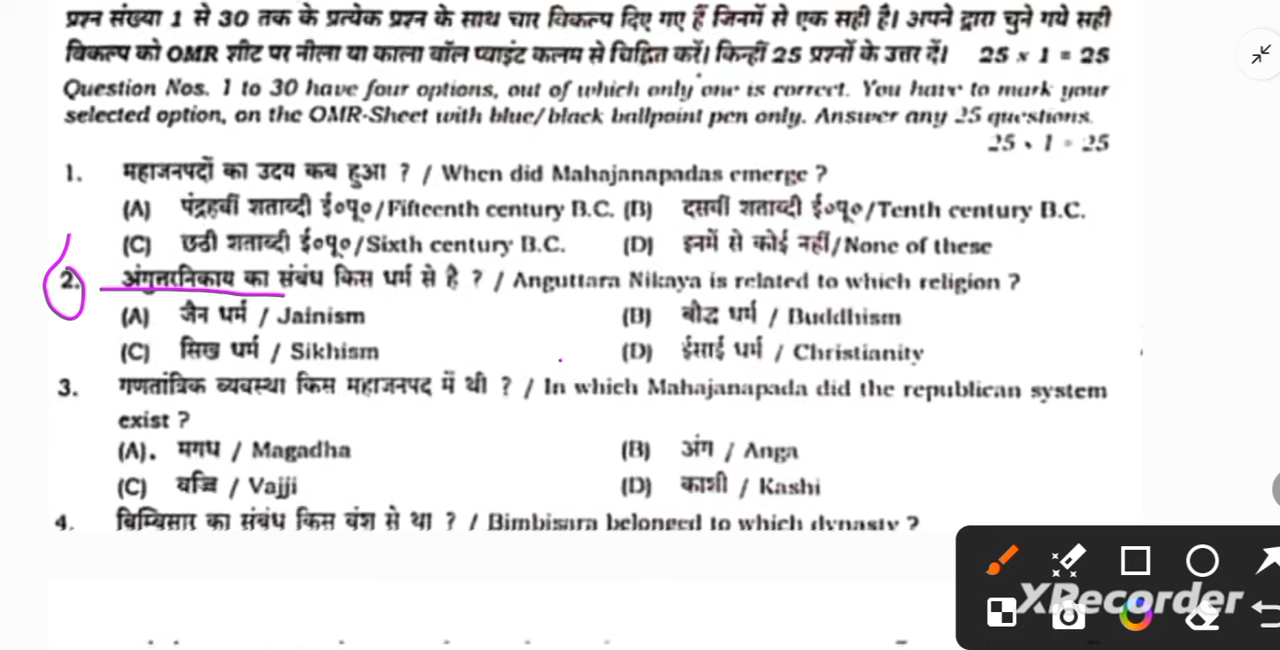 प्रश्न संख्या 1 से 30 तक के प्रत्येक प्रश्न के साथ चार विकल्प दिए गए हैं जिनमें से एक सही है। अपने द्वारा चुने गये सही
विकल्प को OMR शीट पर नीला या काला बॉल प्वाइंट कलम से चिह्नित करें। किन्हीं 25 प्रश्नों के उत्तर दें। 25 × 1 = 25
Question Nos. 1 to 30 have four options, out of which only one is correct. You have to mark your
selected option, on the OMR-Sheet with blue/black ballpoint pen only. Answer any 25 questions.
25 × 1 = 25
1. महाजनपदों का उदय कब हुआ ? / When did Mahajanapadas emerge ?
(A) पंद्रहवीं शताब्दी ई०पू०/Fifteenth century B.C. (B) दसवीं शताब्दी ई०पू०/Tenth century B.C.
(C) छठी शताब्दी ई०पू०/Sixth century B.C. (D) इनमें से कोई नहीं/None of these
2. अंगुत्तरनिकाय का संबंध किस धर्म से है ? / Anguttara Nikaya is related to which religion ?
(A) जैन धर्म / Jainism (B) बौद्ध धर्म / Buddhism
(C) सिख धर्म / Sikhism (D) ईसाई धर्म / Christianity
3. गणतांत्रिक व्यवस्था किस महाजनपद में थी ? / In which Mahajanapada did the republican system
exist ?
(A). मगध / Magadha (B) अंग / Anga
(C) वज्जि / Vajji (D) काशी / Kashi
4. बिम्बिसार का संबंध किस वंश से था ? / Bimbisara belonged to which dynasty ?
XRecorder